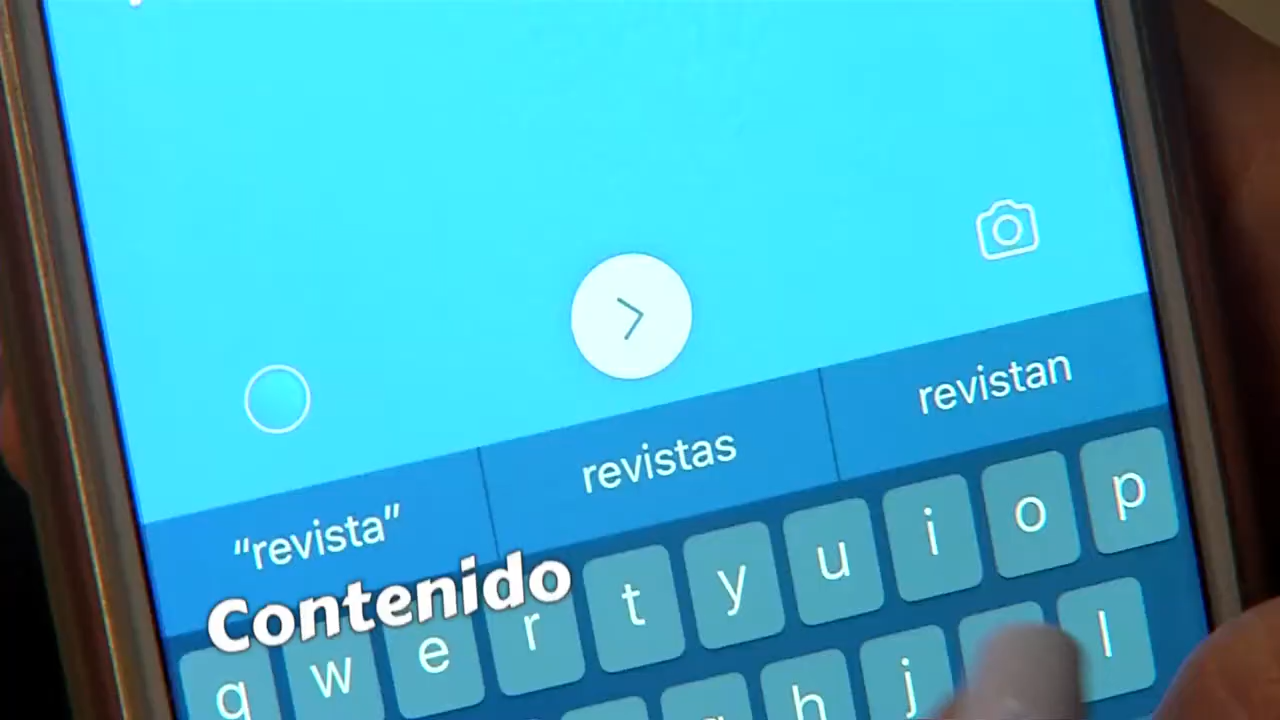 “revista”
revistas
revistan
Contenido
q w e r t y u i o p
g h j l